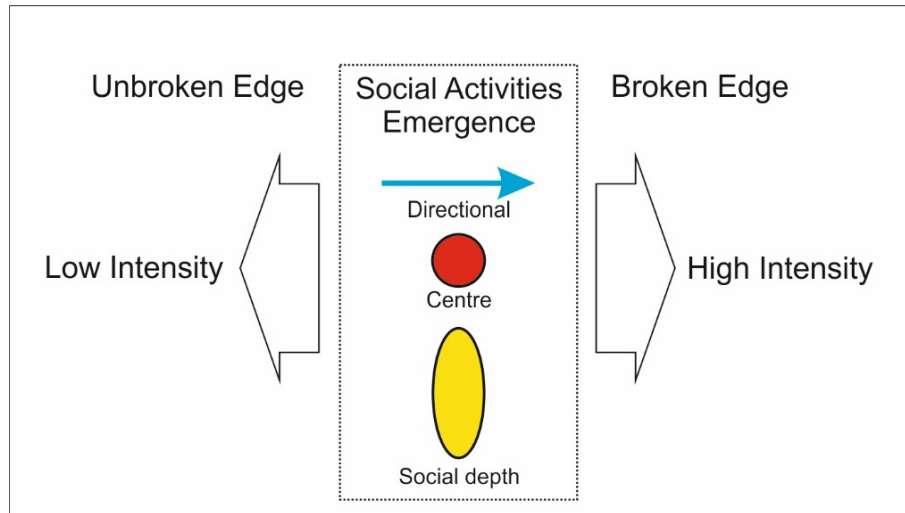 Unbroken Edge
Social Activities
Emergence
Broken Edge
Directional
Low Intensity
Centre
High Intensity
Social depth